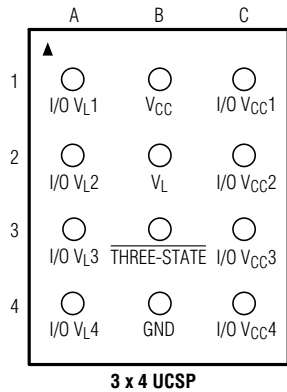 A B C
1
I/O VL1 VCC I/O VCC1
2
I/O VL2 VL I/O VCC2
3
I/O VL3 THREE-STATE I/O VCC3
4
I/O VL4 GND I/O VCC4
3 x 4 UCSP